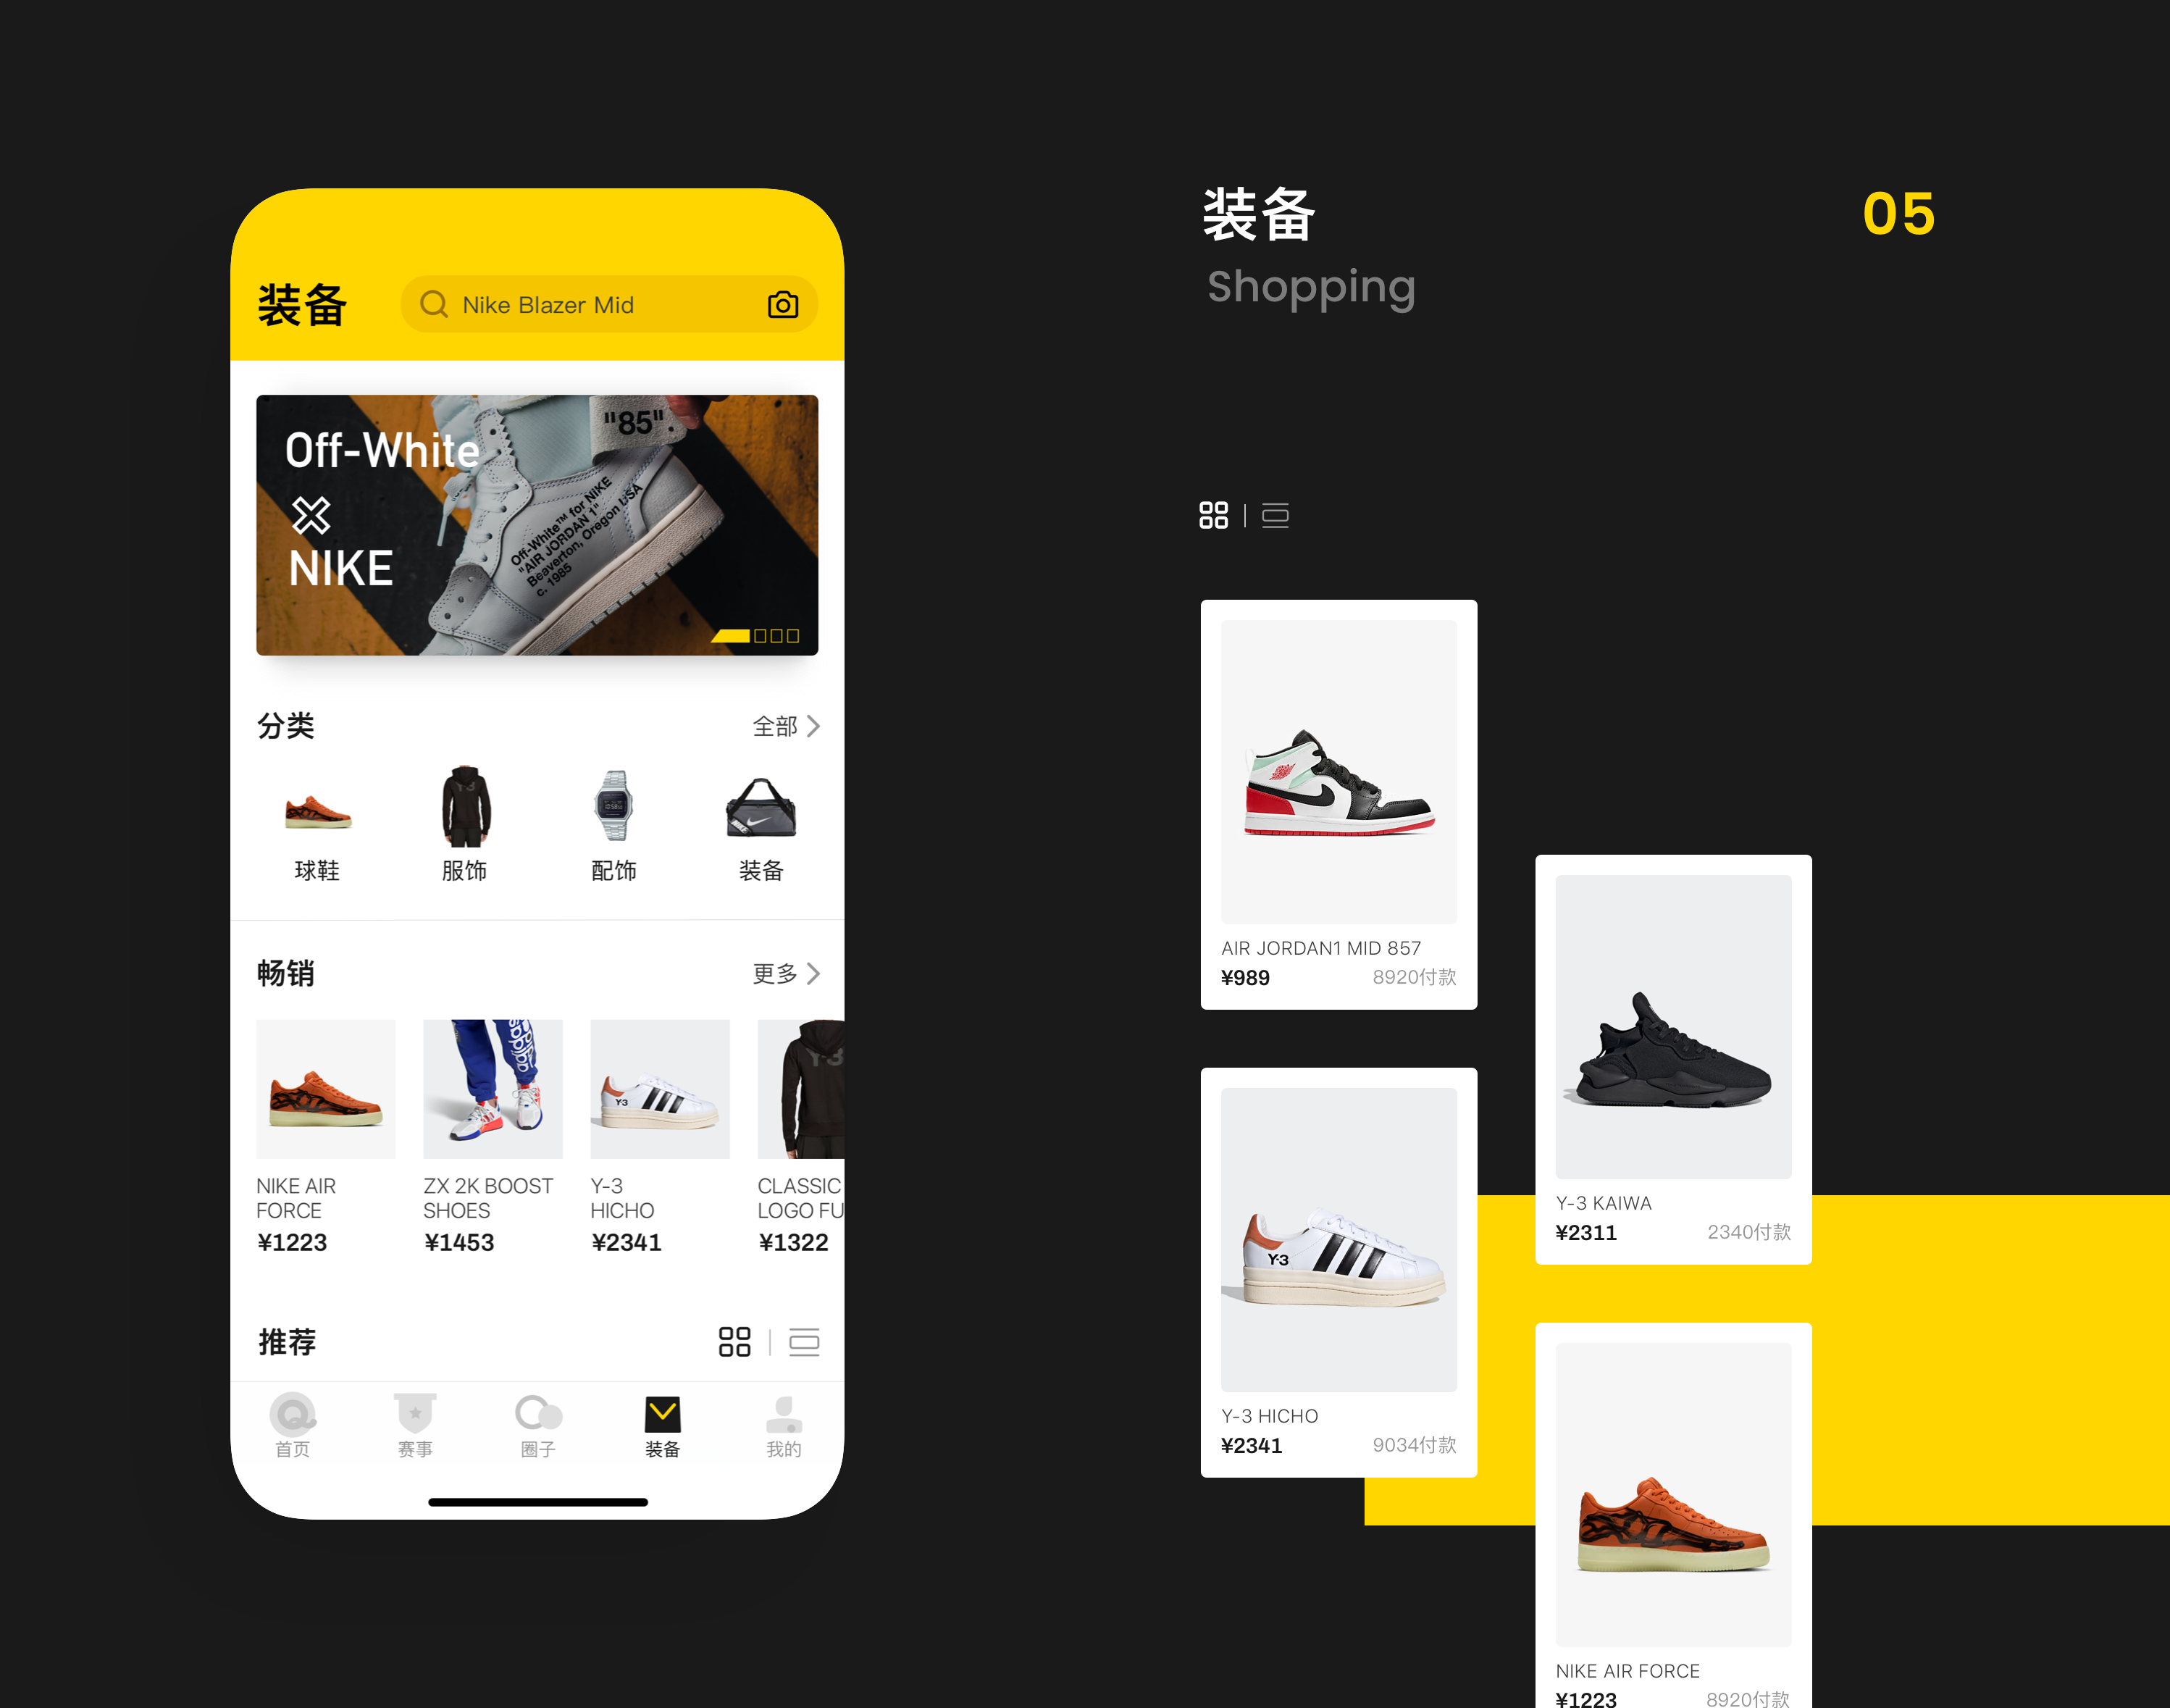 装备
Nike Blazer Mid
Off-White
NIKE
"85"
Off-White™ for NIKE
"AIR JORDAN 1"
Beaverton, Oregon USA
c. 1985
分类
全部
球鞋
服饰
配饰
装备
畅销
更多
NIKE AIR
FORCE
¥1223
ZX 2K BOOST
SHOES
¥1453
Y-3
HICHO
¥2341
CLASSIC
LOGO FU
¥1322
adidas
Y-3
推荐
首页
赛事
圈子
装备
我的
装备
05
Shopping
AIR JORDAN1 MID 857
¥989
8920付款
Y-3 KAIWA
¥2311
2340付款
Y-3
Y-3 HICHO
¥2341
9034付款
NIKE AIR FORCE
¥1223
8920付款